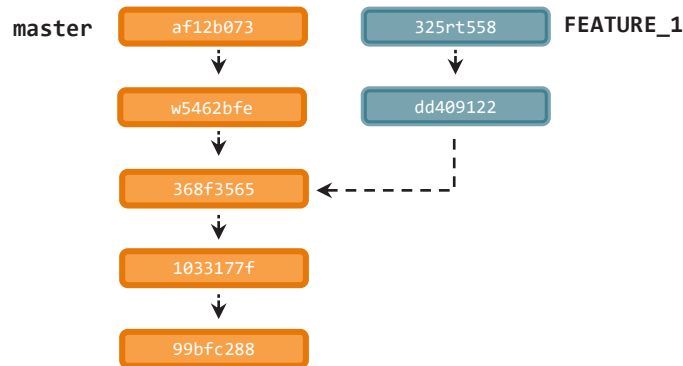 master
af12b073
325rt558
FEATURE_1
w5462bfe
dd409122
368f3565
1033177f
99bfc288